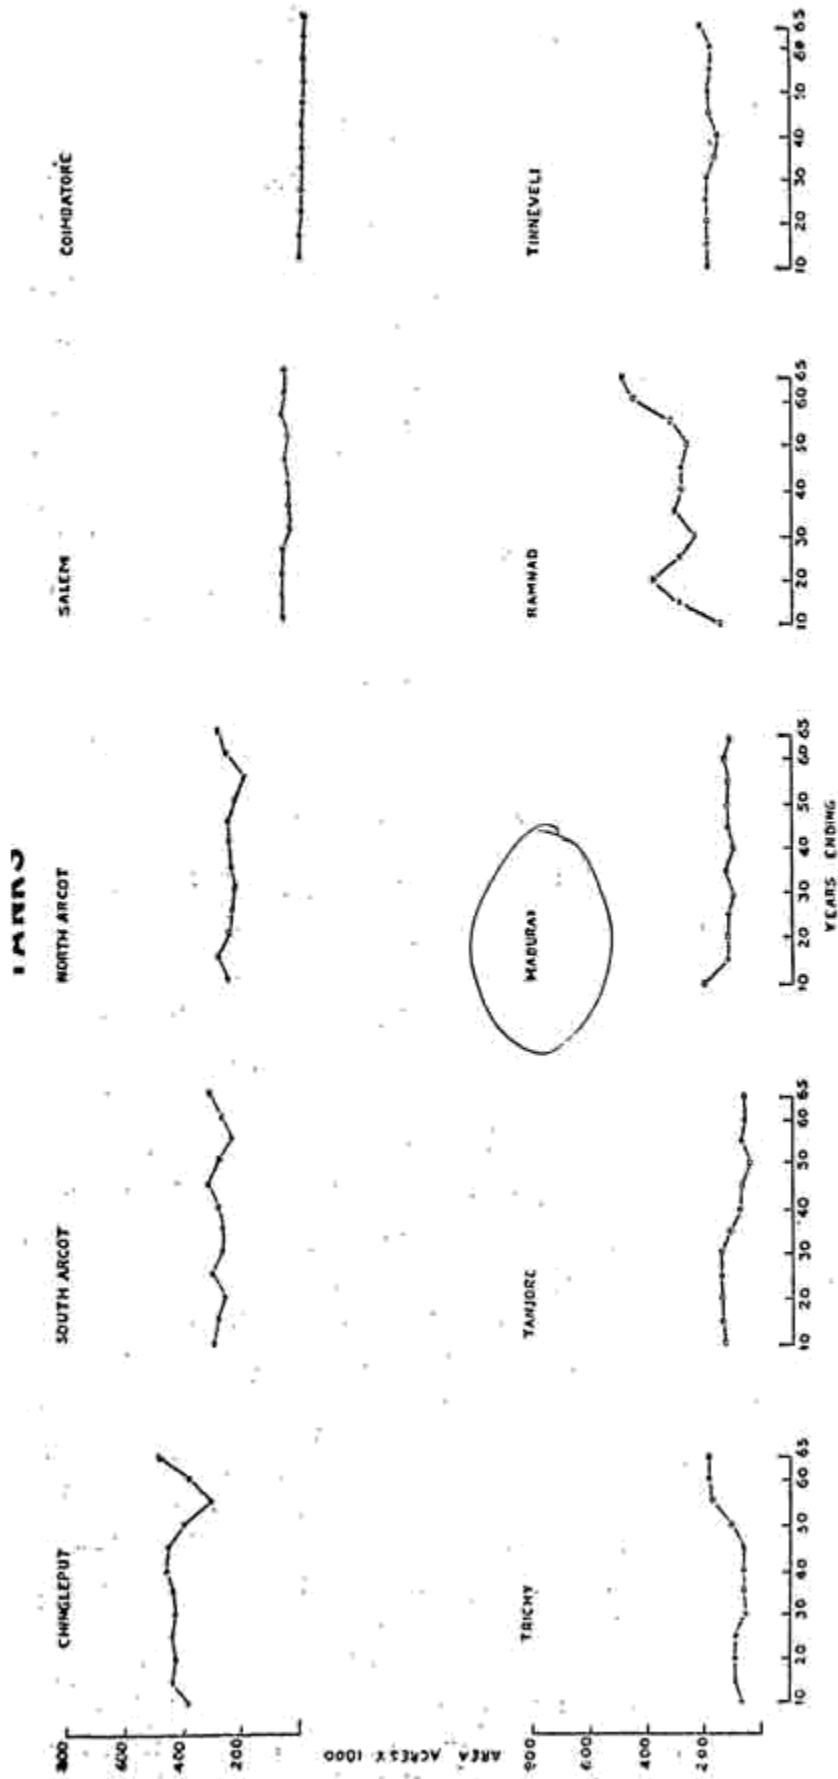 TANKS
CHINGLEPUT
SOUTH ARCOT
NORTH ARCOT
SALEM
COIMBATORE
800
600
400
200
AREA ACRES X 1000
TRICHY
TANJORE
MADURAI
RAMNAD
TINNEVELI
800
600
400
200
10 20 30 40 50 60 65
10 20 30 40 50 60 65
10 20 30 40 50 60 65
10 20 30 40 50 60 65
10 20 30 40 50 60 65
YEARS ENDING